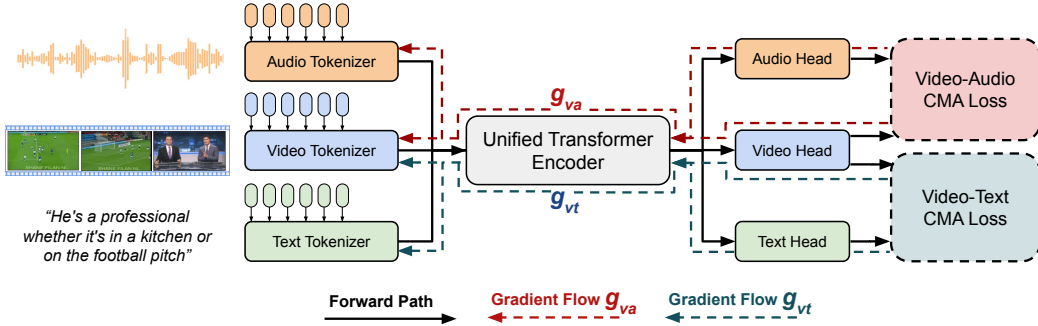 Audio Tokenizer
Audio Head
Video-Audio
CMA Loss
g_va
Video Tokenizer
Unified Transformer
Encoder
Video Head
g_vt
Video-Text
CMA Loss
“He's a professional
whether it's in a kitchen or
on the football pitch”
Text Tokenizer
Text Head
Forward Path
Gradient Flow g_va
Gradient Flow g_vt